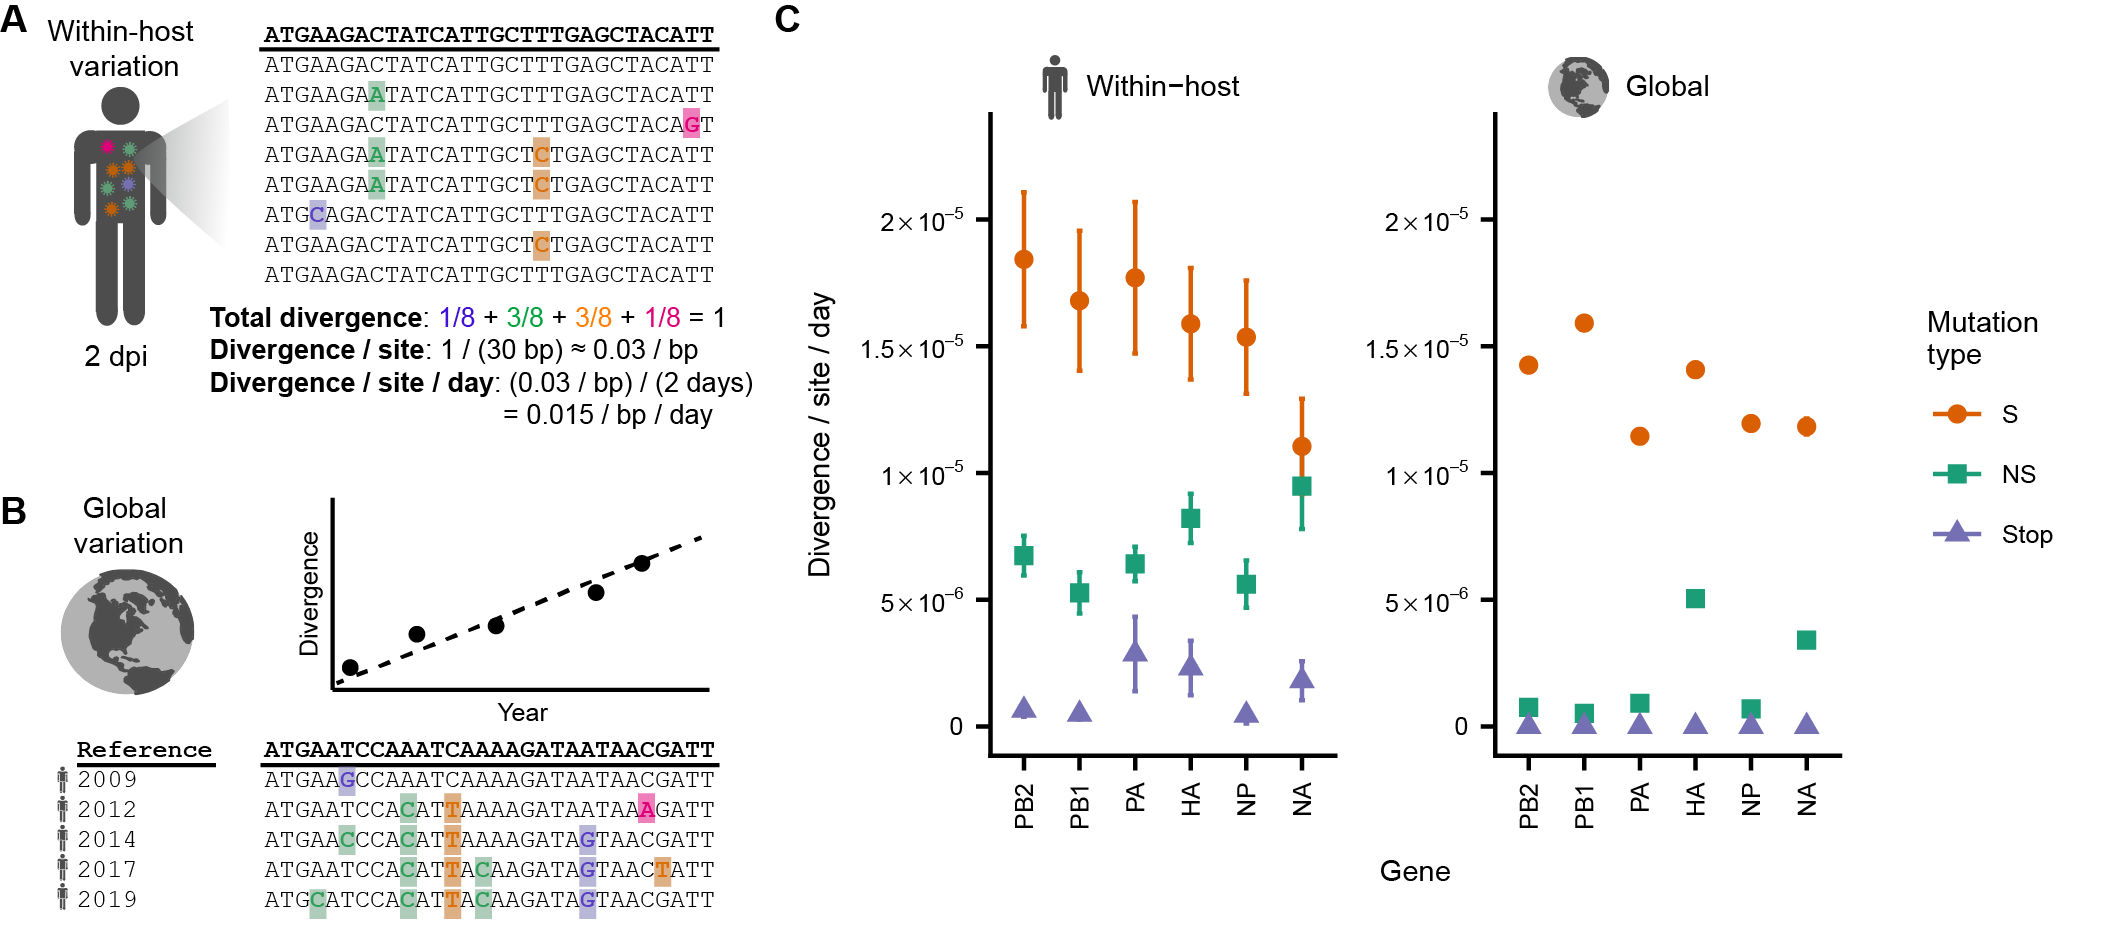 A
Within-host
variation
2 dpi
ATGAAGACTATCATTGCTTTGAGCTACATT
ATGAAGACTATCATTGCTTTGAGCTACATT
ATGAAGAATATCATTGCTTTGAGCTACATT
ATGAAGACTATCATTGCTTTGAGCTACAGT
ATGAAGAATATCATTGCTCTGAGCTACATT
ATGAAGAATATCATTGCTCTGAGCTACATT
ATGCAGACTATCATTGCTTTGAGCTACATT
ATGAAGACTATCATTGCTCTGAGCTACATT
ATGAAGACTATCATTGCTTTGAGCTACATT
Total divergence: 1/8 + 3/8 + 3/8 + 1/8 = 1
Divergence / site: 1 / (30 bp) ≈ 0.03 / bp
Divergence / site / day: (0.03 / bp) / (2 days)
= 0.015 / bp / day
B
Global
variation
Divergence
Year
Reference ATGAATCCAAATCAAAAGATAATAACGATT
2009 ATGAAGCCAAATCAAAAGATAATAACGATT
2012 ATGAATCCACATTAAAAGATAATAAAGATT
2014 ATGAACCCACATTAAAAGATAGTAACGATT
2017 ATGAATCCACATTACAAGATAGTAACTATT
2019 ATGCATCCACATTACAAGATAGTAACGATT
C
Within−host
Divergence / site / day
2×10⁻⁵
1.5×10⁻⁵
1×10⁻⁵
5×10⁻⁶
0
PB2
PB1
PA
HA
NP
NA
Global
2×10⁻⁵
1.5×10⁻⁵
1×10⁻⁵
5×10⁻⁶
0
PB2
PB1
PA
HA
NP
NA
Gene
Mutation
type
S
NS
Stop